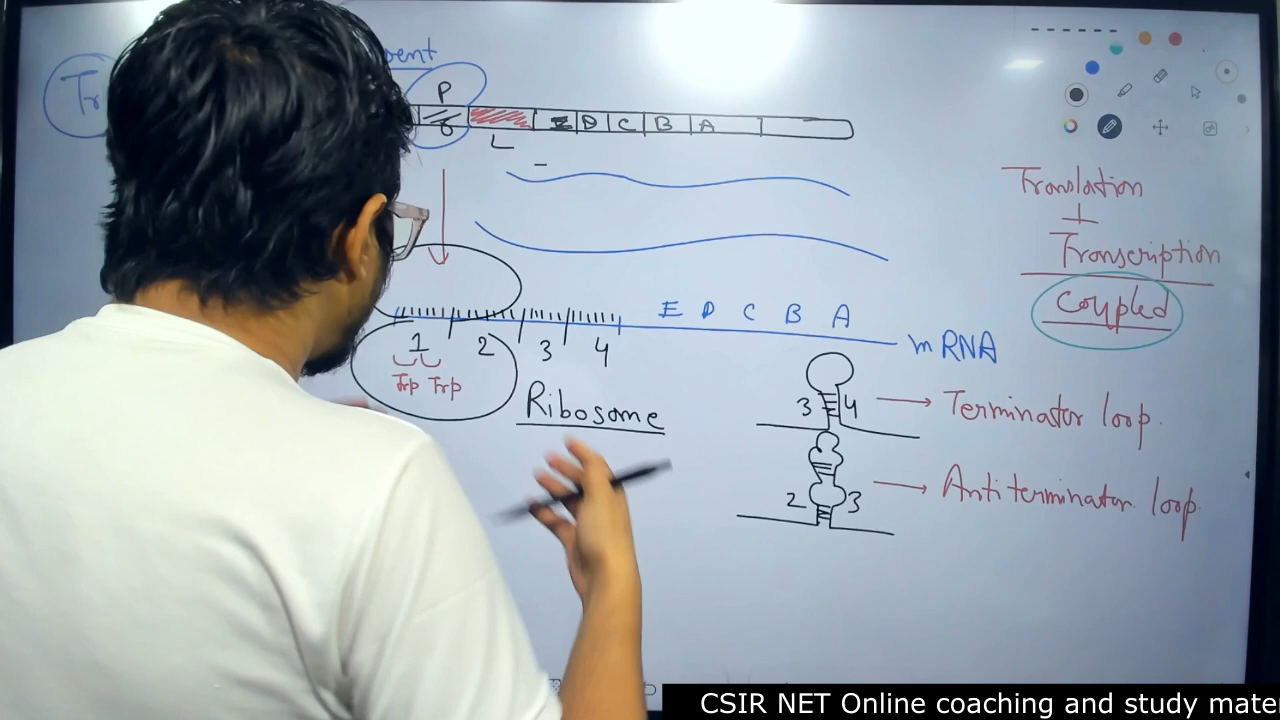 P
O
L
E D C B A
Translation
+
Transcription
Coupled
E D C B A
mRNA
1 2 3 4
Trp Trp
Ribosome
3 4
Terminator loop
2 3
Antiterminator loop
CSIR NET Online coaching and study mate